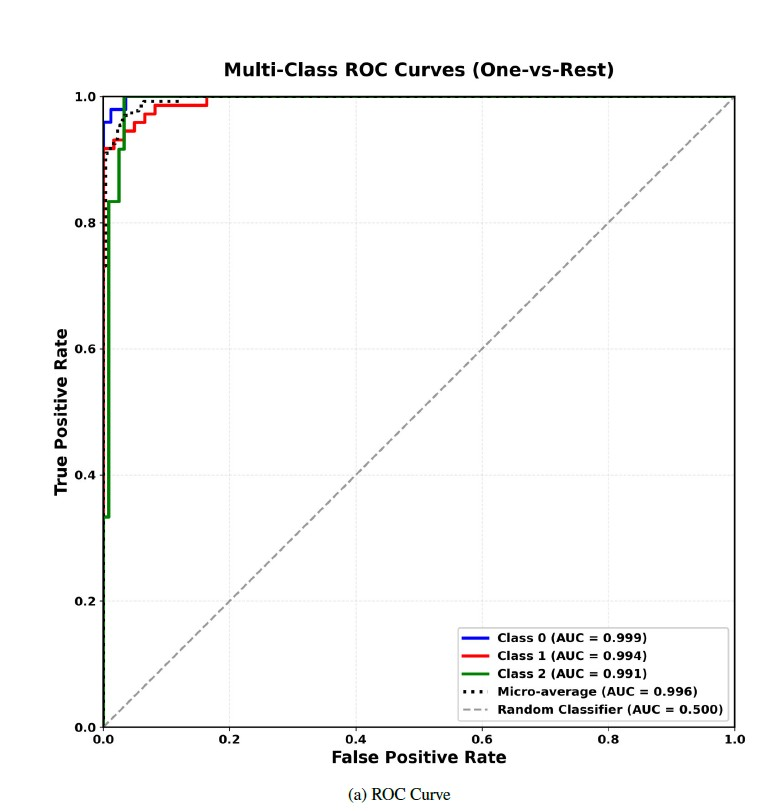 Multi-Class ROC Curves (One-vs-Rest)
1.0
0.8
0.6
0.4
0.2
0.0
True Positive Rate
Class 0 (AUC = 0.999)
Class 1 (AUC = 0.994)
Class 2 (AUC = 0.991)
Micro-average (AUC = 0.996)
Random Classifier (AUC = 0.500)
0.0 0.2 0.4 0.6 0.8 1.0
False Positive Rate
(a) ROC Curve